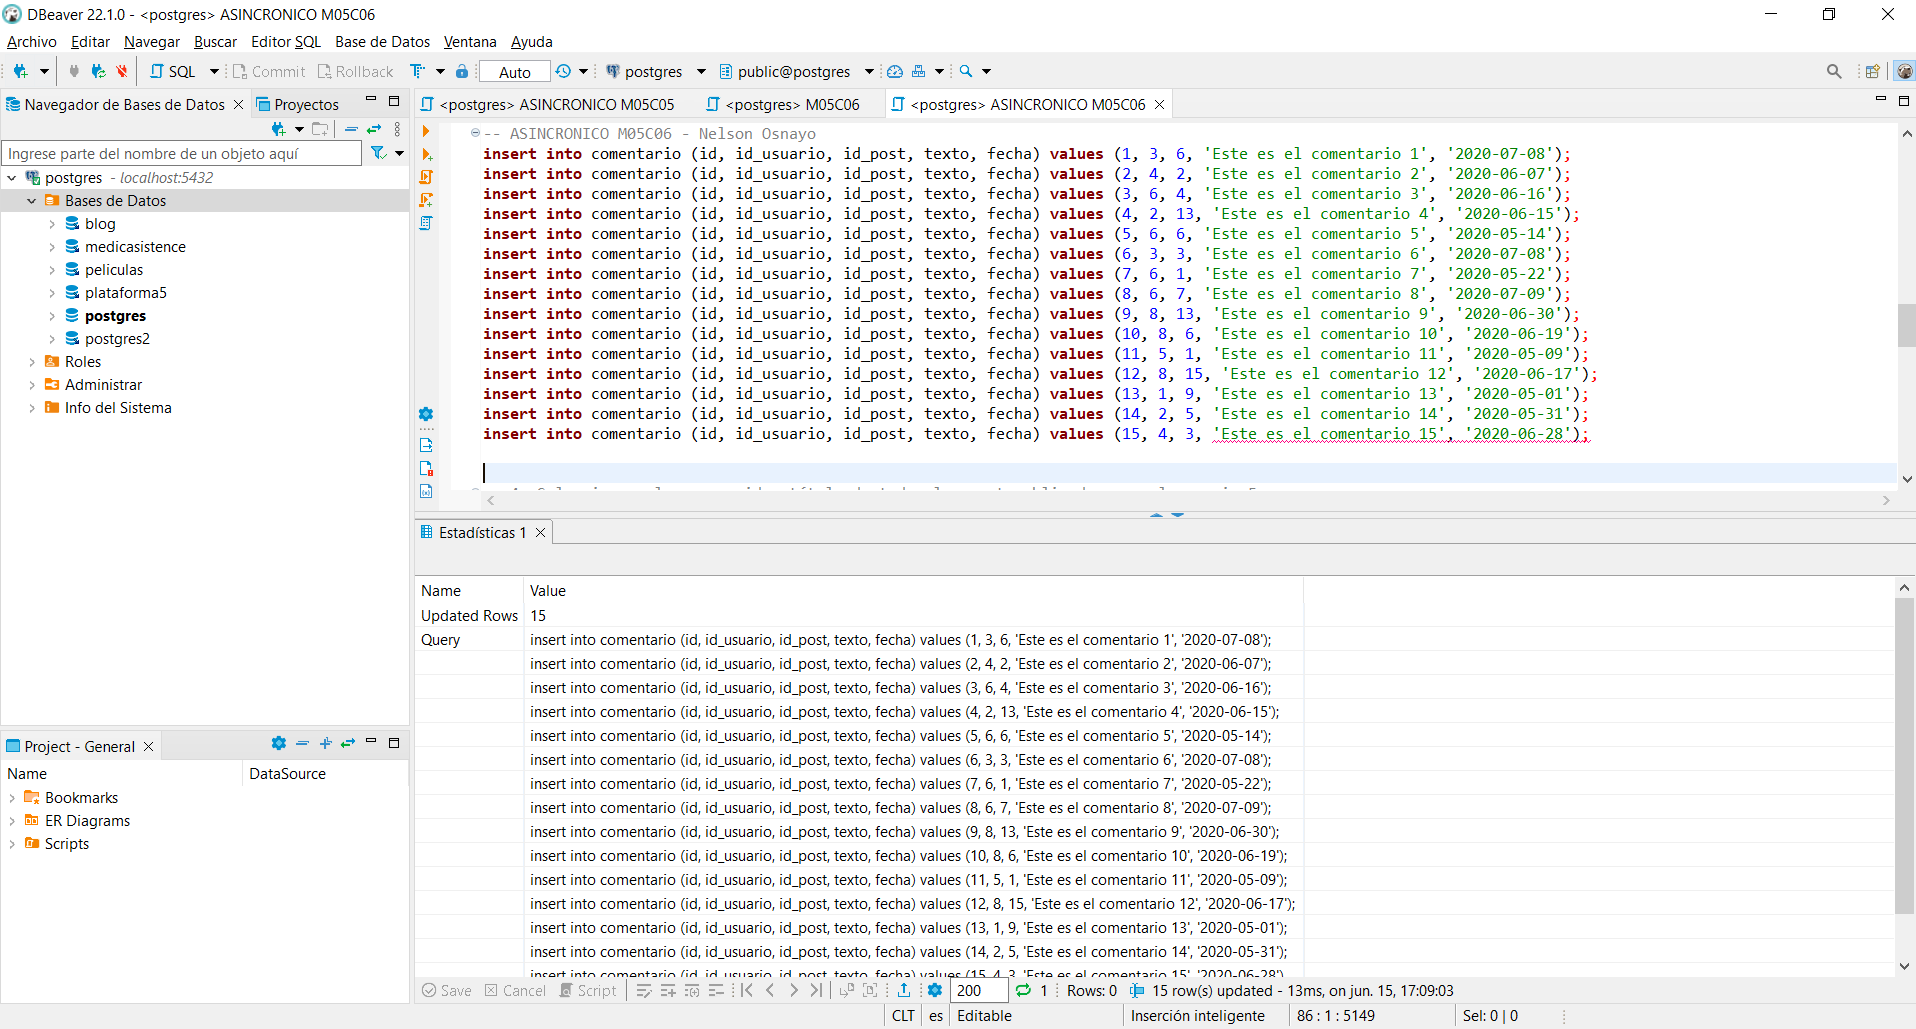 DBeaver 22.1.0 - <postgres> ASINCRONICO M05C06
Archivo Editar Navegar Buscar Editor SQL Base de Datos Ventana Ayuda
SQL Commit Rollback Auto postgres public@postgres
Navegador de Bases de Datos Proyectos
Ingrese parte del nombre de un objeto aquí
postgres - localhost:5432
Bases de Datos
blog
medicasistence
peliculas
plataforma5
postgres
postgres2
Roles
Administrar
Info del Sistema
Project - General
Name DataSource
Bookmarks
ER Diagrams
Scripts
<postgres> ASINCRONICO M05C05 <postgres> M05C06 <postgres> ASINCRONICO M05C06
-- ASINCRONICO M05C06 - Nelson Osnayo
insert into comentario (id, id_usuario, id_post, texto, fecha) values (1, 3, 6, 'Este es el comentario 1', '2020-07-08');
insert into comentario (id, id_usuario, id_post, texto, fecha) values (2, 4, 2, 'Este es el comentario 2', '2020-06-07');
insert into comentario (id, id_usuario, id_post, texto, fecha) values (3, 6, 4, 'Este es el comentario 3', '2020-06-16');
insert into comentario (id, id_usuario, id_post, texto, fecha) values (4, 2, 13, 'Este es el comentario 4', '2020-06-15');
insert into comentario (id, id_usuario, id_post, texto, fecha) values (5, 6, 6, 'Este es el comentario 5', '2020-05-14');
insert into comentario (id, id_usuario, id_post, texto, fecha) values (6, 3, 3, 'Este es el comentario 6', '2020-07-08');
insert into comentario (id, id_usuario, id_post, texto, fecha) values (7, 6, 1, 'Este es el comentario 7', '2020-05-22');
insert into comentario (id, id_usuario, id_post, texto, fecha) values (8, 6, 7, 'Este es el comentario 8', '2020-07-09');
insert into comentario (id, id_usuario, id_post, texto, fecha) values (9, 8, 13, 'Este es el comentario 9', '2020-06-30');
insert into comentario (id, id_usuario, id_post, texto, fecha) values (10, 8, 6, 'Este es el comentario 10', '2020-06-19');
insert into comentario (id, id_usuario, id_post, texto, fecha) values (11, 5, 1, 'Este es el comentario 11', '2020-05-09');
insert into comentario (id, id_usuario, id_post, texto, fecha) values (12, 8, 15, 'Este es el comentario 12', '2020-06-17');
insert into comentario (id, id_usuario, id_post, texto, fecha) values (13, 1, 9, 'Este es el comentario 13', '2020-05-01');
insert into comentario (id, id_usuario, id_post, texto, fecha) values (14, 2, 5, 'Este es el comentario 14', '2020-05-31');
insert into comentario (id, id_usuario, id_post, texto, fecha) values (15, 4, 3, 'Este es el comentario 15', '2020-06-28');
Estadísticas 1
Name Value
Updated Rows 15
Query insert into comentario (id, id_usuario, id_post, texto, fecha) values (1, 3, 6, 'Este es el comentario 1', '2020-07-08');
insert into comentario (id, id_usuario, id_post, texto, fecha) values (2, 4, 2, 'Este es el comentario 2', '2020-06-07');
insert into comentario (id, id_usuario, id_post, texto, fecha) values (3, 6, 4, 'Este es el comentario 3', '2020-06-16');
insert into comentario (id, id_usuario, id_post, texto, fecha) values (4, 2, 13, 'Este es el comentario 4', '2020-06-15');
insert into comentario (id, id_usuario, id_post, texto, fecha) values (5, 6, 6, 'Este es el comentario 5', '2020-05-14');
insert into comentario (id, id_usuario, id_post, texto, fecha) values (6, 3, 3, 'Este es el comentario 6', '2020-07-08');
insert into comentario (id, id_usuario, id_post, texto, fecha) values (7, 6, 1, 'Este es el comentario 7', '2020-05-22');
insert into comentario (id, id_usuario, id_post, texto, fecha) values (8, 6, 7, 'Este es el comentario 8', '2020-07-09');
insert into comentario (id, id_usuario, id_post, texto, fecha) values (9, 8, 13, 'Este es el comentario 9', '2020-06-30');
insert into comentario (id, id_usuario, id_post, texto, fecha) values (10, 8, 6, 'Este es el comentario 10', '2020-06-19');
insert into comentario (id, id_usuario, id_post, texto, fecha) values (11, 5, 1, 'Este es el comentario 11', '2020-05-09');
insert into comentario (id, id_usuario, id_post, texto, fecha) values (12, 8, 15, 'Este es el comentario 12', '2020-06-17');
insert into comentario (id, id_usuario, id_post, texto, fecha) values (13, 1, 9, 'Este es el comentario 13', '2020-05-01');
insert into comentario (id, id_usuario, id_post, texto, fecha) values (14, 2, 5, 'Este es el comentario 14', '2020-05-31');
insert into comentario (id, id_usuario, id_post, texto, fecha) values (15, 4, 3, 'Este es el comentario 15', '2020-06-28')
Save Cancel Script 200 1 Rows: 0 15 row(s) updated - 13ms, on jun. 15, 17:09:03
CLT es Editable Inserción inteligente 86 : 1 : 5149 Sel: 0 | 0